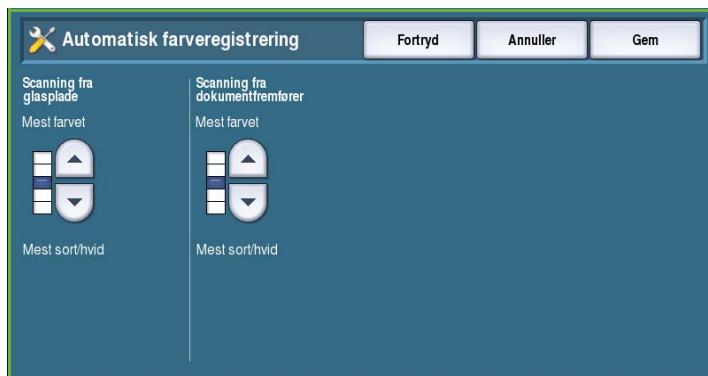 Automatisk farveregistrering
Fortryd
Annuller
Gem
Scanning fra
glasplade
Mest farvet
Mest sort/hvid
Scanning fra
dokumentfremfører
Mest farvet
Mest sort/hvid